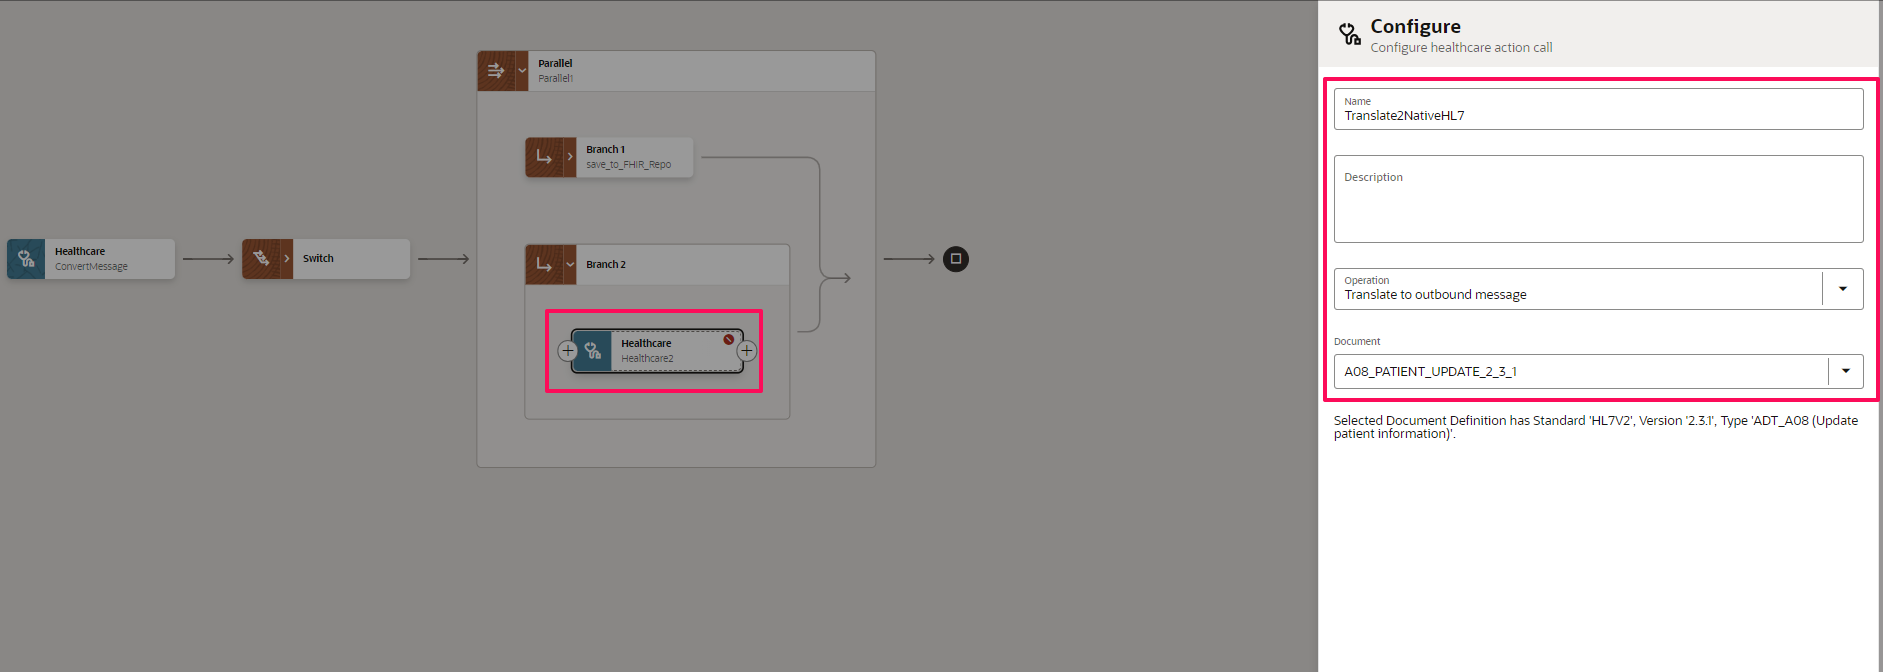 Parallel
Parallel1
Branch 1
save_to_FHIR_Repo
Healthcare
ConvertMessage
Switch
Branch 2
Healthcare
Healthcare2
Configure
Configure healthcare action call
Name
Translate2NativeHL7
Description
Operation
Translate to outbound message
Document
A08_PATIENT_UPDATE_2_3_1
Selected Document Definition has Standard 'HL7V2', Version '2.3.1', Type 'ADT_A08 (Update
patient information)'.